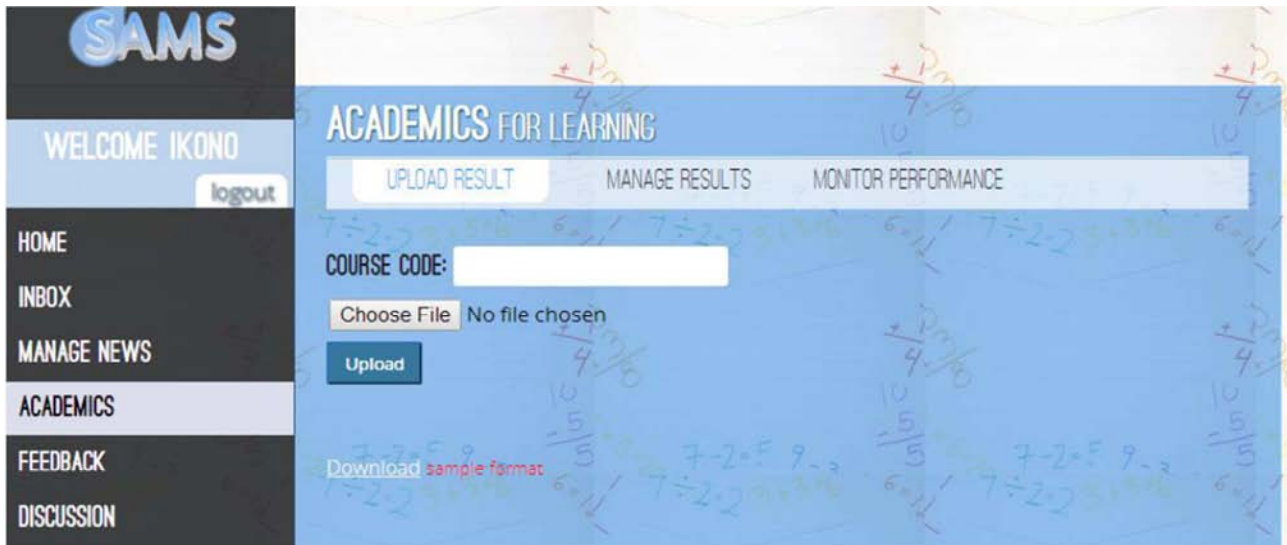 SAMS
WELCOME IKONO
logout
HOME
INBOX
MANAGE NEWS
ACADEMICS
FEEDBACK
DISCUSSION
ACADEMICS FOR LEARNING
UPLOAD RESULT MANAGE RESULTS MONITOR PERFORMANCE
COURSE CODE:
Choose File No file chosen
Upload
Download sample format